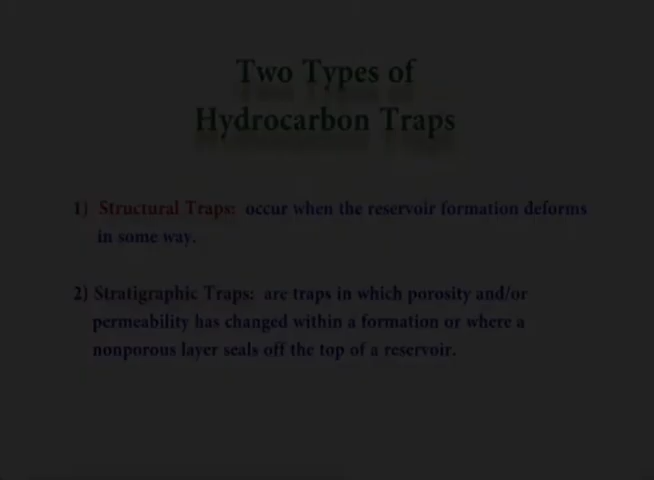 Two Types of
Hydrocarbon Traps
1) Structural Traps: occur when the reservoir formation deforms
in some way.
2) Stratigraphic Traps: are traps in which porosity and/or
permeability has changed within a formation or where a
nonporous layer seals off the top of a reservoir.